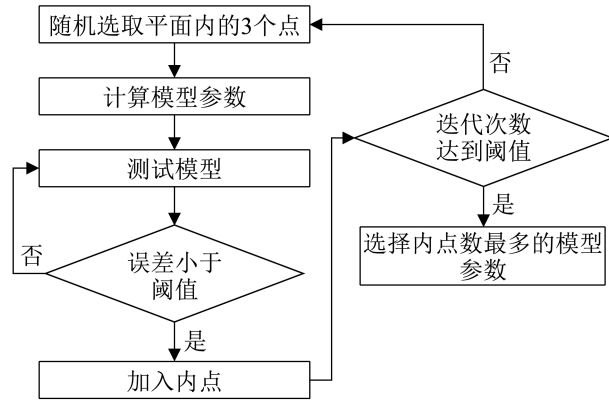 随机选取平面内的3个点
计算模型参数
测试模型
否
误差小于
阈值
是
加入内点
否
迭代次数
达到阈值
是
选择内点数最多的模型
参数